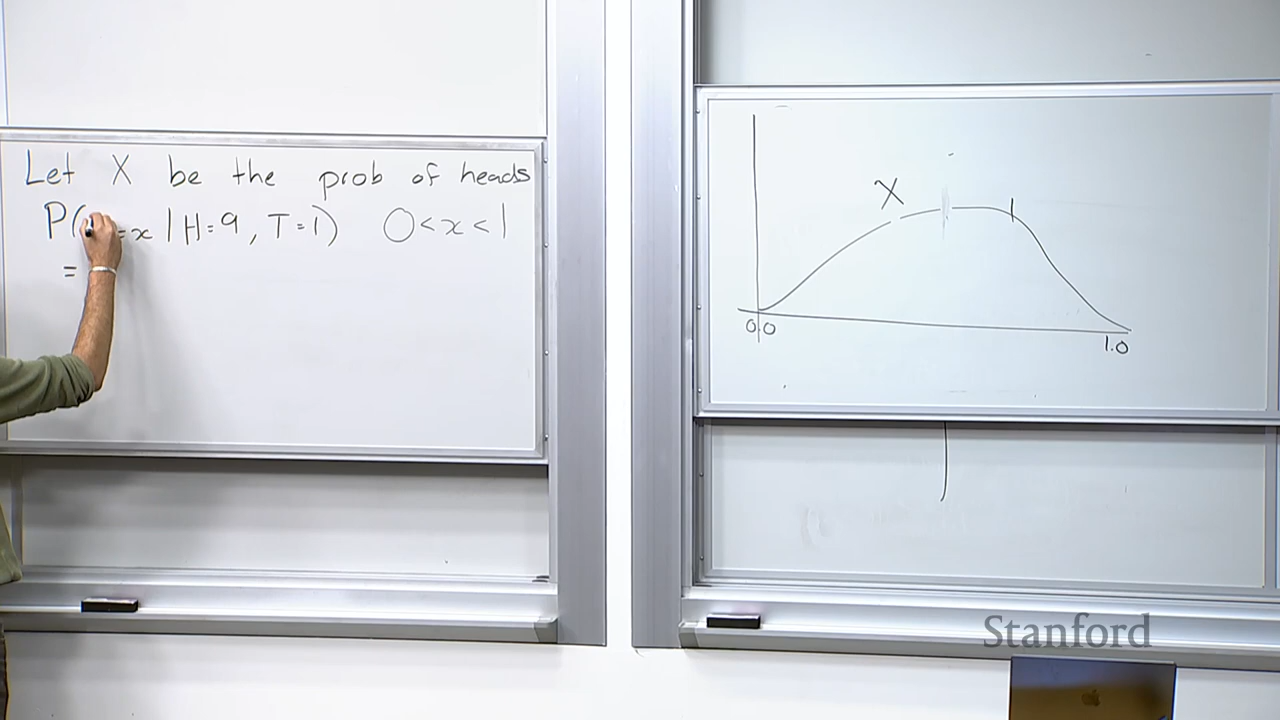 Let X be the prob of heads
P( =x | H=9, T=1) 0<x<1
=
X
0.0
1.0
Stanford